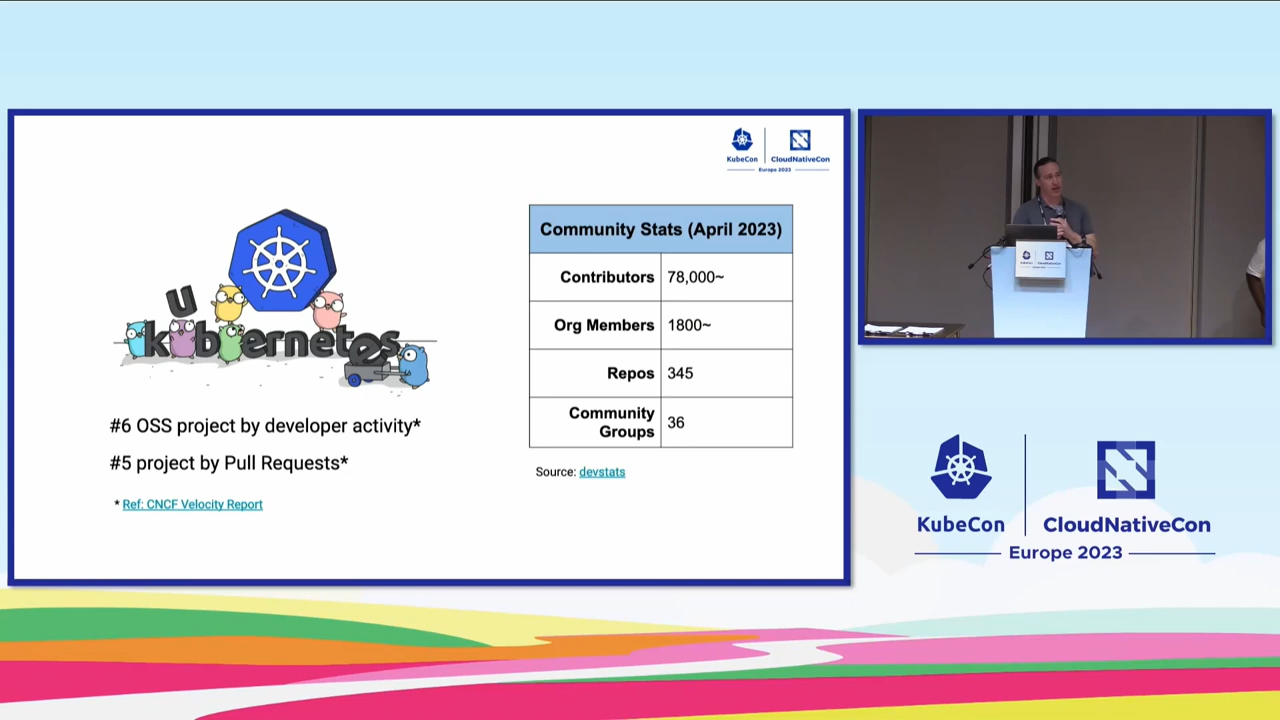 KubeCon
CloudNativeCon
Europe 2023
u
kubernetes
#6 OSS project by developer activity*
#5 project by Pull Requests*
* Ref: CNCF Velocity Report
Community Stats (April 2023)
Contributors 78,000~
Org Members 1800~
Repos 345
Community
Groups 36
Source: devstats
KubeCon
CloudNativeCon
Europe 2023